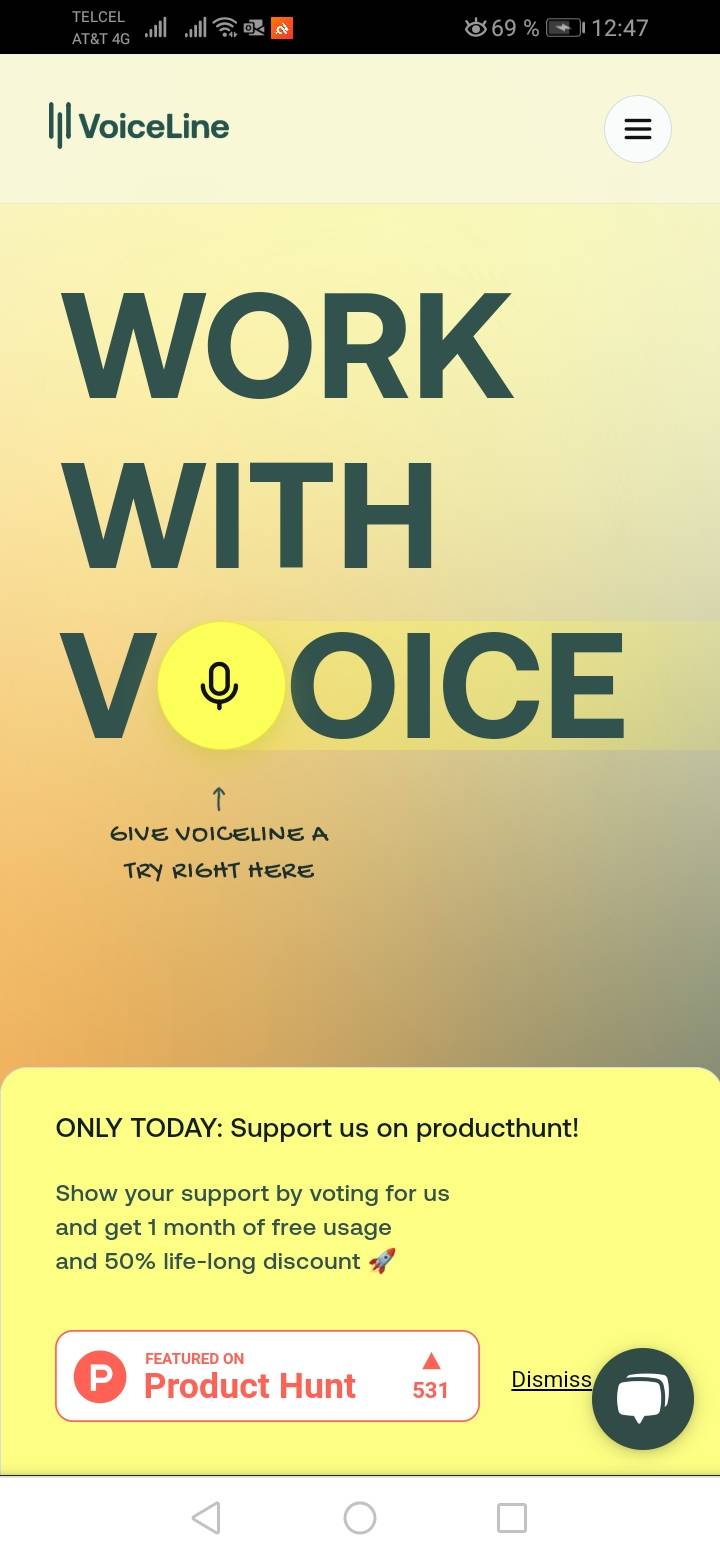 TELCEL
AT&T 4G
69 %
12:47
VoiceLine
WORK
WITH
VOICE
GIVE VOICELINE A
TRY RIGHT HERE
ONLY TODAY: Support us on producthunt!
Show your support by voting for us
and get 1 month of free usage
and 50% life-long discount 🚀
P
FEATURED ON
Product Hunt
531
Dismiss